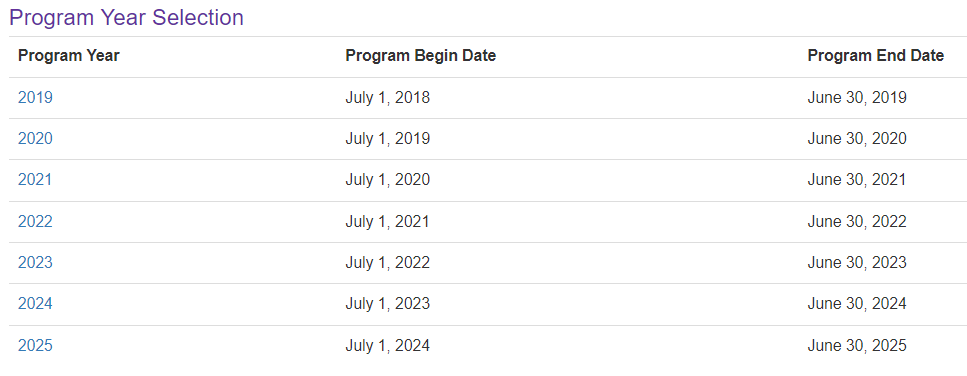 Program Year Selection
Program Year Program Begin Date Program End Date
2019 July 1, 2018 June 30, 2019
2020 July 1, 2019 June 30, 2020
2021 July 1, 2020 June 30, 2021
2022 July 1, 2021 June 30, 2022
2023 July 1, 2022 June 30, 2023
2024 July 1, 2023 June 30, 2024
2025 July 1, 2024 June 30, 2025